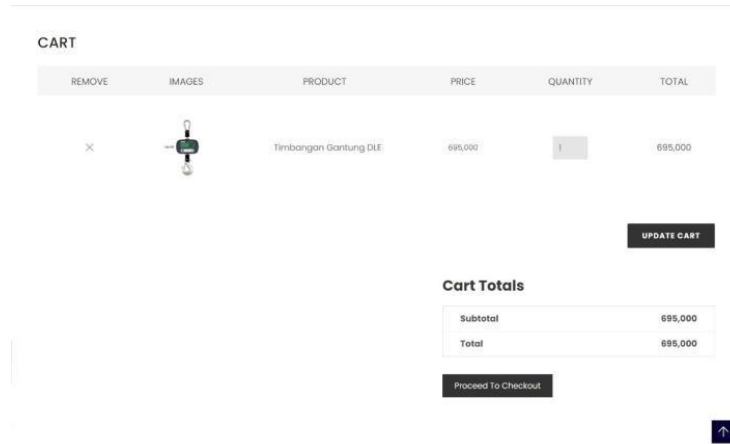 CART
REMOVE IMAGES PRODUCT PRICE QUANTITY TOTAL
Timbangan Gantung DLE 695,000 1 695,000
UPDATE CART
Cart Totals
Subtotal 695,000
Total 695,000
Proceed To Checkout